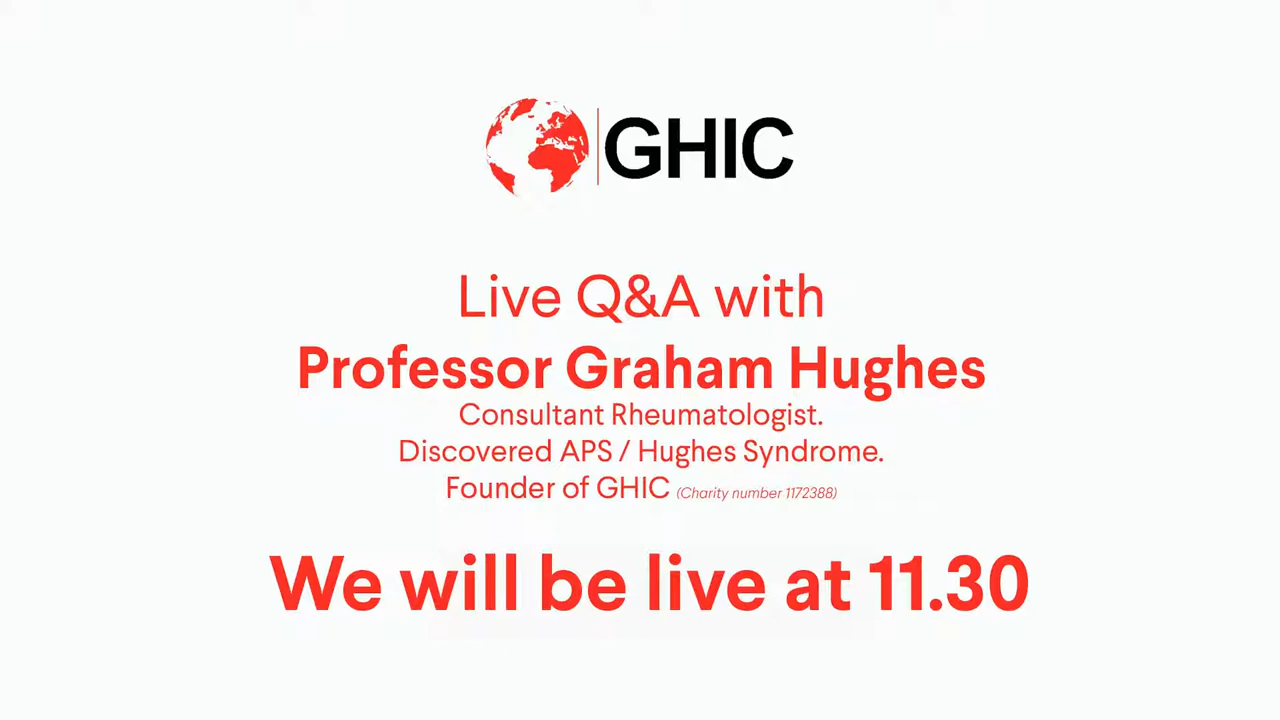 GHIC
Live Q&A with
Professor Graham Hughes
Consultant Rheumatologist.
Discovered APS / Hughes Syndrome.
Founder of GHIC (Charity number 1172388)
We will be live at 11.30